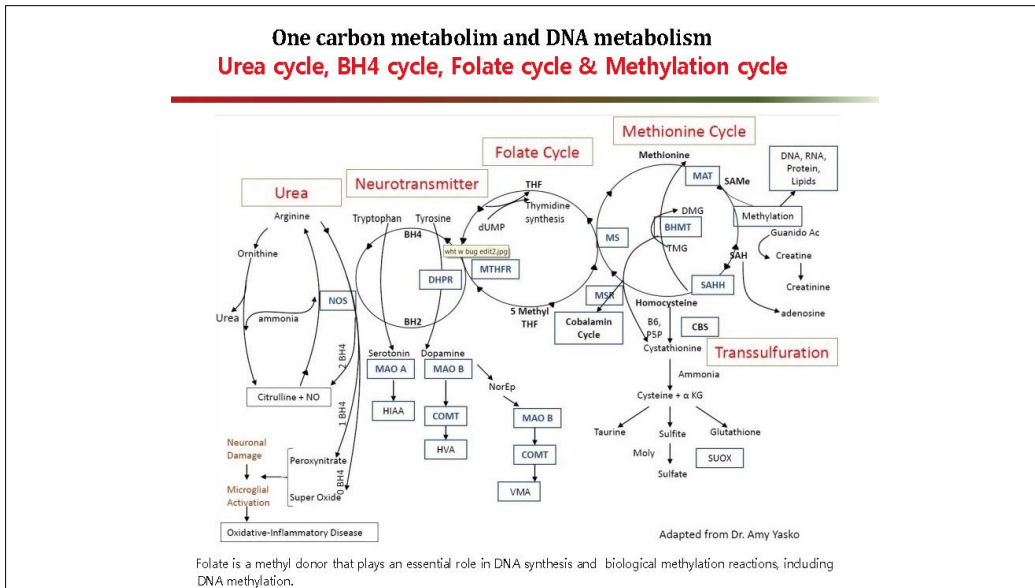 One carbon metabolim and DNA metabolism
Urea cycle, BH4 cycle, Folate cycle & Methylation cycle
Methionine Cycle
Folate Cycle
Neurotransmitter
Urea
Methionine
MAT
SAMe
DNA, RNA,
Protein,
Lipids
Methylation
Guanido Ac
Creatine
Creatinine
adenosine
SAH
SAHH
DMG
BHMT
TMG
Homocysteine
THF
Thymidine
synthesis
dUMP
MS
MSR
MTHFR
wht w bug edit2.jpg
5 Methyl
THF
Cobalamin
Cycle
B6,
P5P
CBS
Cystathionine
Transsulfuration
Ammonia
Cysteine + α KG
Taurine
Sulfite
Glutathione
Moly
SUOX
Sulfate
Tryptophan
Tyrosine
BH4
DHPR
BH2
Serotonin
Dopamine
MAO A
MAO B
NorEp
HIAA
COMT
HVA
MAO B
COMT
VMA
Arginine
Ornithine
Urea
ammonia
NOS
Citrulline + NO
2 BH4
1 BH4
0 BH4
Neuronal
Damage
Microglial
Activation
Peroxynitrate
Super Oxide
Oxidative-Inflammatory Disease
Adapted from Dr. Amy Yasko
Folate is a methyl donor that plays an essential role in DNA synthesis and biological methylation reactions, including
DNA methylation.